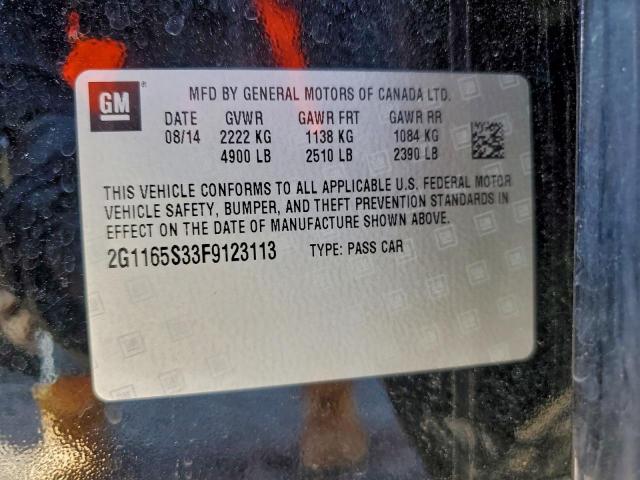 GM ® MFD BY GENERAL MOTORS OF CANADA LTD.
DATE GVWR GAWR FRT GAWR RR
08/14 2222 KG 1138 KG 1084 KG
4900 LB 2510 LB 2390 LB
THIS VEHICLE CONFORMS TO ALL APPLICABLE U.S. FEDERAL MOTOR
VEHICLE SAFETY, BUMPER, AND THEFT PREVENTION STANDARDS IN
EFFECT ON THE DATE OF MANUFACTURE SHOWN ABOVE.
2G1165S33F9123113 TYPE: PASS CAR